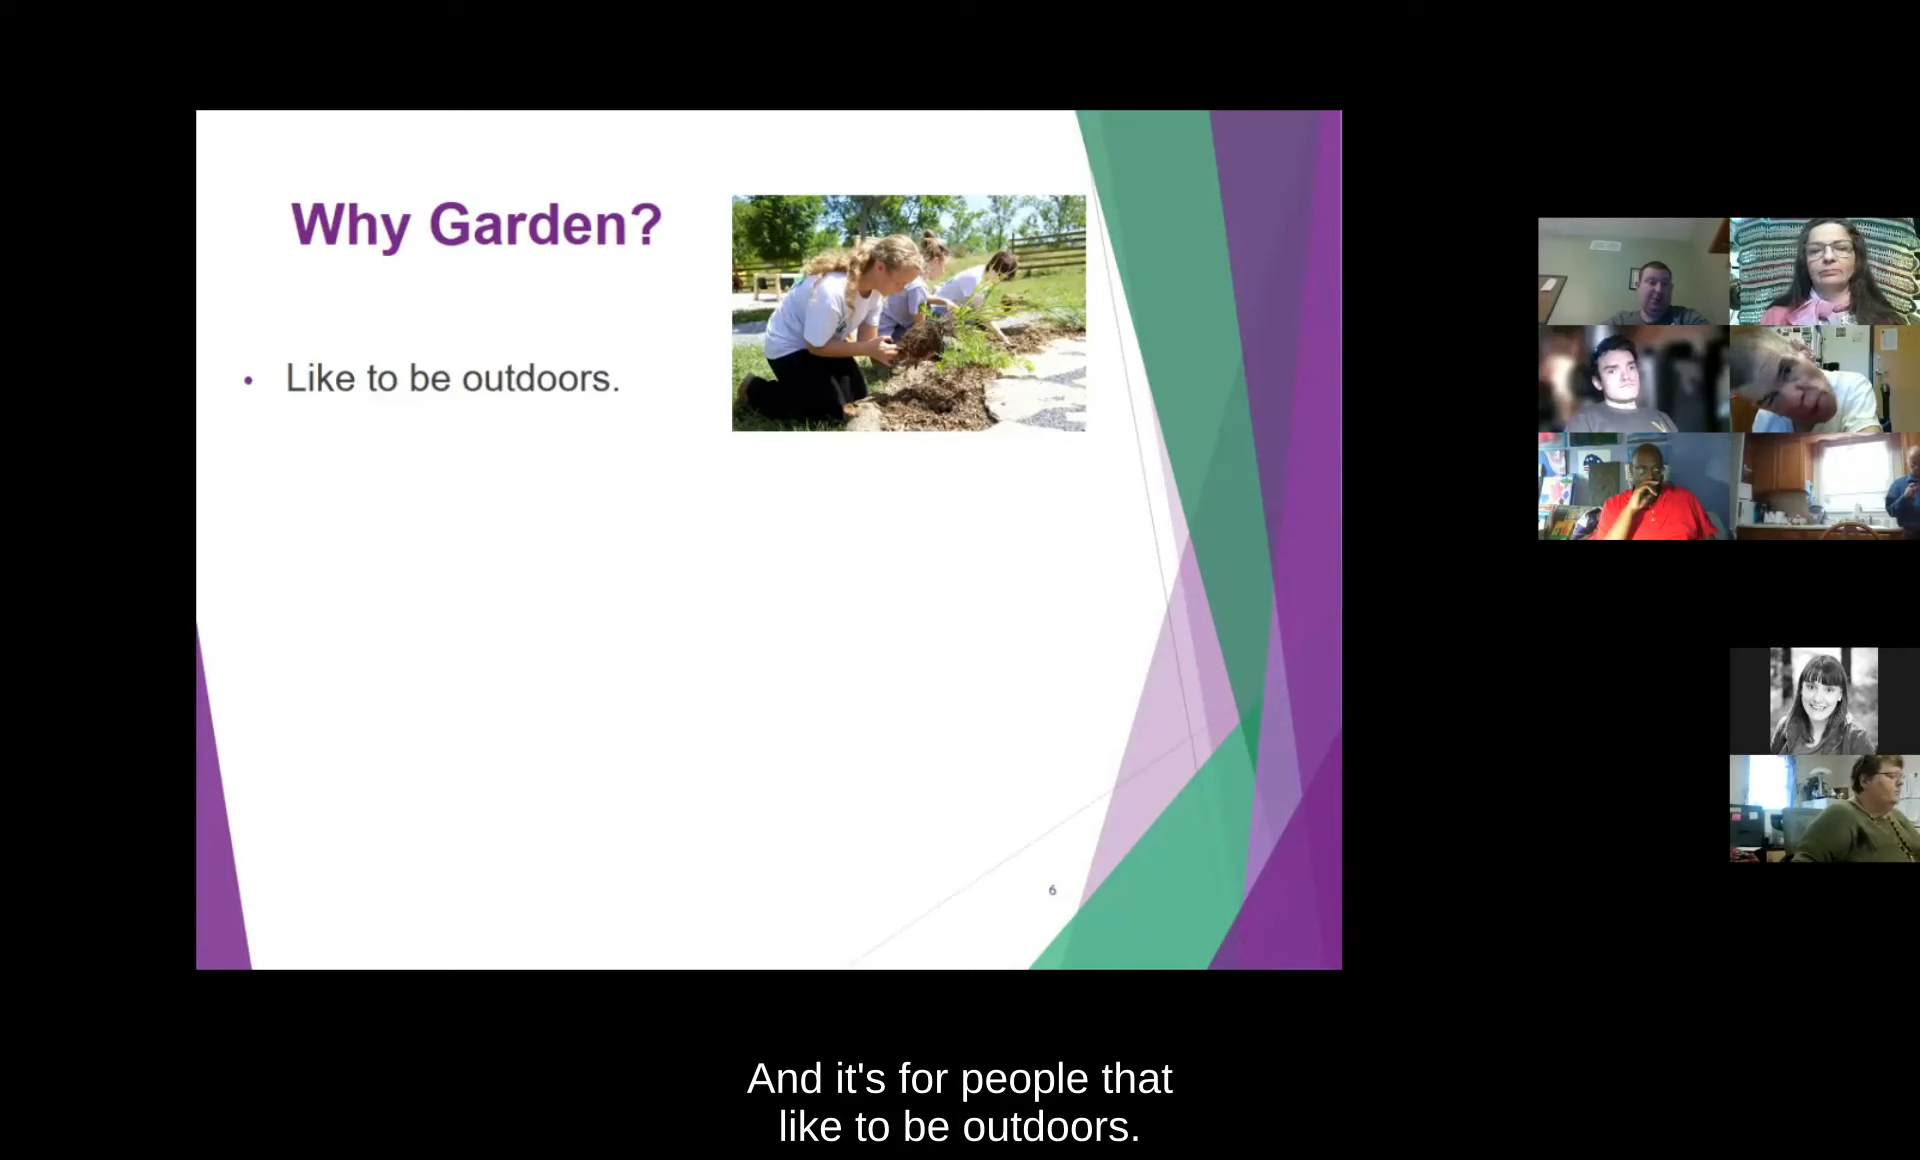 Why Garden?
• Like to be outdoors.
6
And it's for people that
like to be outdoors.